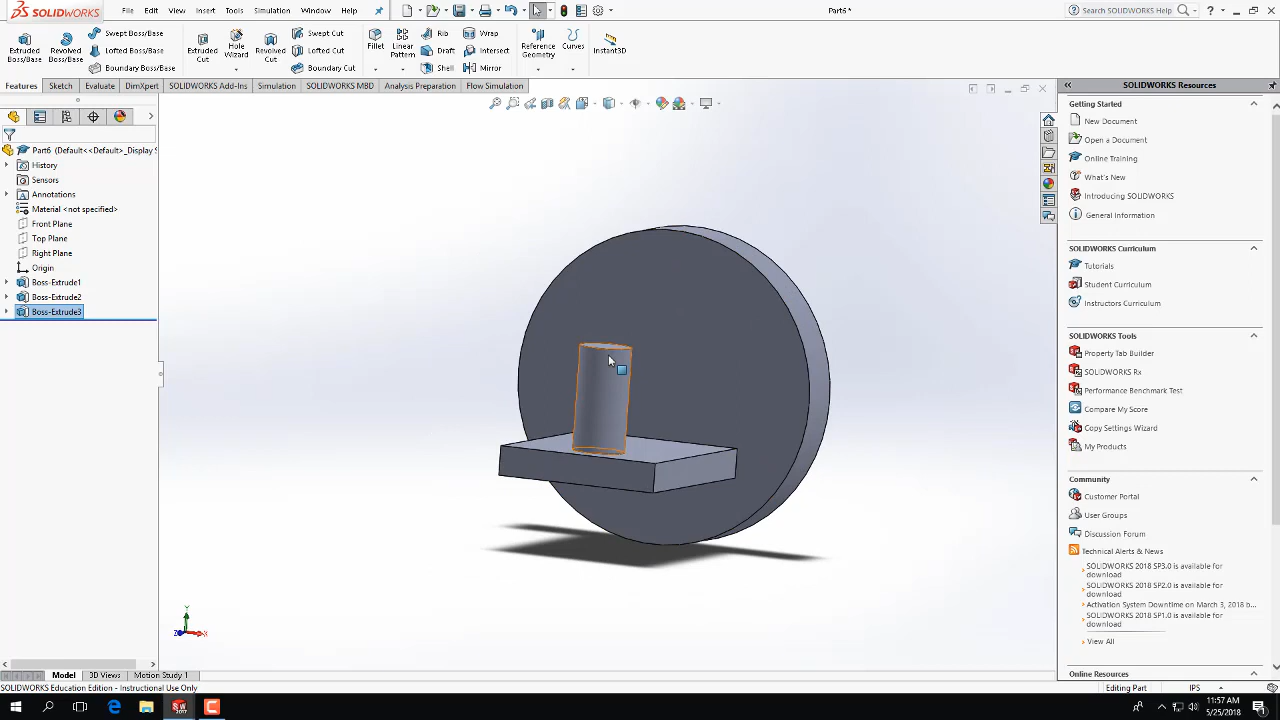 SOLIDWORKS File Edit View Insert Tools Simulation Window Help Part6 * Search SOLIDWORKS Help
Extruded Boss/Base
Revolved Boss/Base
Swept Boss/Base
Lofted Boss/Base
Boundary Boss/Base
Extruded Cut
Hole Wizard
Revolved Cut
Swept Cut
Lofted Cut
Boundary Cut
Fillet
Linear Pattern
Rib
Draft
Shell
Wrap
Intersect
Mirror
Reference Geometry
Curves
Instant3D
Features Sketch Evaluate DimXpert SOLIDWORKS Add-Ins Simulation SOLIDWORKS MBD Analysis Preparation Flow Simulation
Part6 (Default<<Default>_Display S
History
Sensors
Annotations
Material <not specified>
Front Plane
Top Plane
Right Plane
Origin
Boss-Extrude1
Boss-Extrude2
Boss-Extrude3
Y
Z X
SOLIDWORKS Resources
Getting Started
New Document
Open a Document
Online Training
What's New
Introducing SOLIDWORKS
General Information
SOLIDWORKS Curriculum
Tutorials
Student Curriculum
Instructors Curriculum
SOLIDWORKS Tools
Property Tab Builder
SOLIDWORKS Rx
Performance Benchmark Test
Compare My Score
Copy Settings Wizard
My Products
Community
Customer Portal
User Groups
Discussion Forum
Technical Alerts & News
SOLIDWORKS 2018 SP3.0 is available for
download
SOLIDWORKS 2018 SP2.0 is available for
download
Activation System Downtime on March 3, 2018 b...
SOLIDWORKS 2018 SP1.0 is available for
download
View All
Online Resources
Model 3D Views Motion Study 1
SOLIDWORKS Education Edition - Instructional Use Only Editing Part IPS
11:57 AM
5/25/2018